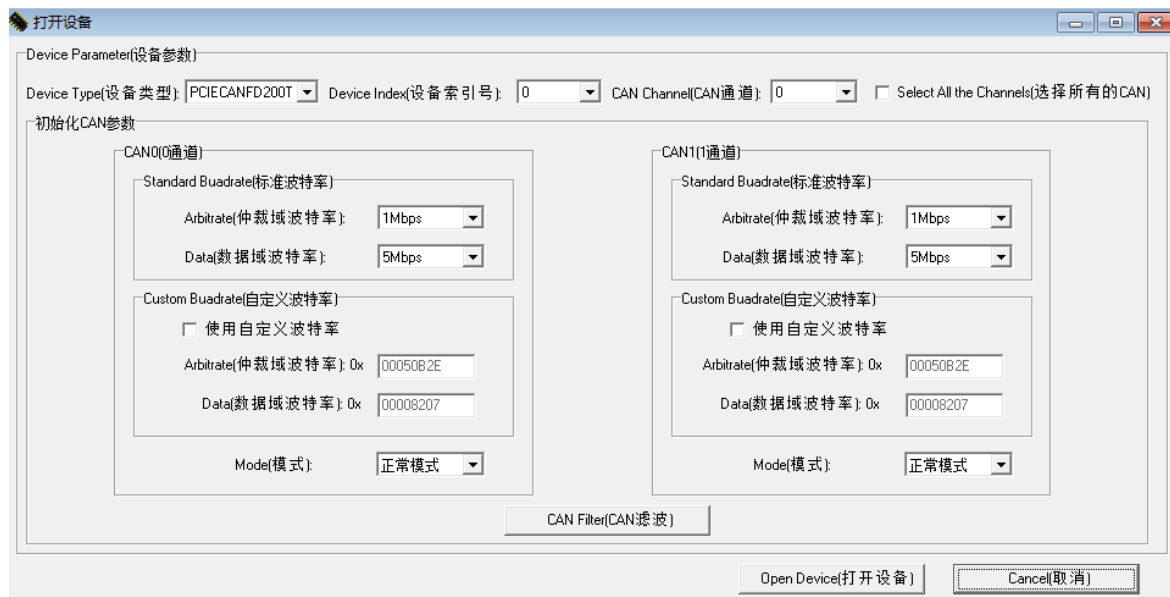 打开设备
Device Parameter(设备参数)
Device Type(设备类型): PCIECANFD200T Device Index(设备索引号): 0 CAN Channel(CAN通道): 0 Select All the Channels(选择所有的CAN)
初始化CAN参数
CAN0(0通道) CAN1(1通道)
Standard Buadrate(标准波特率) Standard Buadrate(标准波特率)
Arbitrate(仲裁域波特率): 1Mbps Arbitrate(仲裁域波特率): 1Mbps
Data(数据域波特率): 5Mbps Data(数据域波特率): 5Mbps
Custom Buadrate(自定义波特率) Custom Buadrate(自定义波特率)
使用自定义波特率 使用自定义波特率
Arbitrate(仲裁域波特率): 0x 00050B2E Arbitrate(仲裁域波特率): 0x 00050B2E
Data(数据域波特率): 0x 00008207 Data(数据域波特率): 0x 00008207
Mode(模式): 正常模式 Mode(模式): 正常模式
CAN Filter(CAN滤波)
Open Device(打开设备) Cancel(取消)